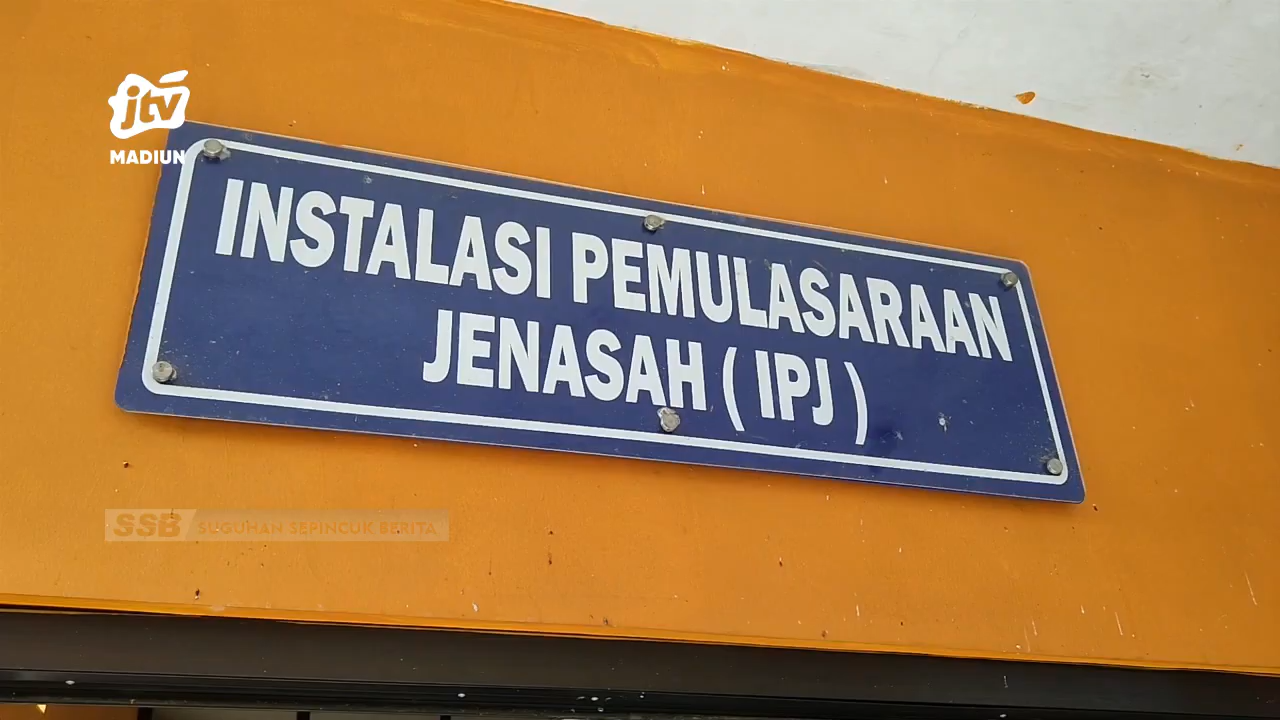 jtv
MADIUN
INSTALASI PEMULASARAAN
JENASAH ( IPJ )
SSB SUGUHAN SEPINCUK BERITA